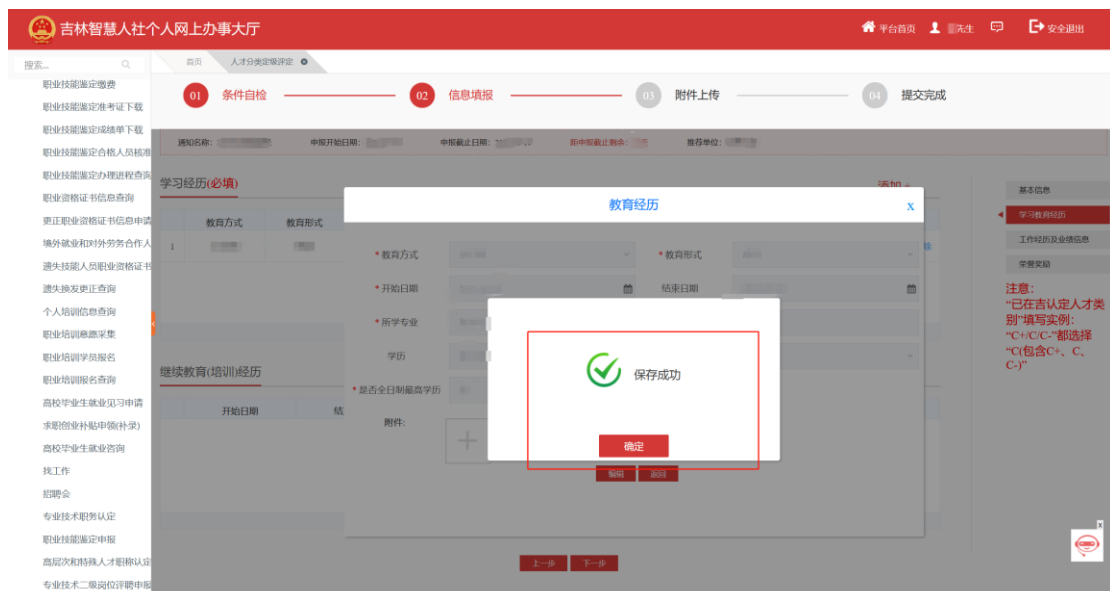 吉林智慧人社个人网上办事大厅
平台首页
先生
安全退出
搜索...
首页
人才分类定级评定
01 条件自检
02 信息填报
03 附件上传
04 提交完成
职业技能鉴定缴费
职业技能鉴定准考证下载
职业技能鉴定成绩单下载
职业技能鉴定合格人员核准
职业技能鉴定办理进程查询
职业资格证书信息查询
更正职业资格证书信息申请
境外就业和对外劳务合作人
遗失技能人员职业资格证书
遗失换发更正查询
个人培训信息查询
职业培训意愿采集
职业培训学员报名
职业培训报名查询
高校毕业生就业见习申请
求职创业补贴申领(补录)
高校毕业生就业咨询
找工作
招聘会
专业技术职务认定
职业技能鉴定申报
高层次和特殊人才职称认定
专业技术二级岗位评聘申报
通知名称:
申报开始日期:
申报截止日期:
距申报截止剩余:
推荐单位:
学习经历(必填)
添加
教育方式
教育形式
1
继续教育(培训)经历
开始日期
结
教育经历
x
* 教育方式
* 教育形式
* 开始日期
结束日期
* 所学专业
学历
* 是否全日制最高学历
附件:
保存成功
确定
编辑
返回
上一步
下一步
基本信息
学习教育经历
工作经历及业绩信息
荣誉奖励
注意:
“已在吉认定人才类
别”填写实例:
“C+/C/C-”都选择
“C(包含C+、C、
C-)”
x